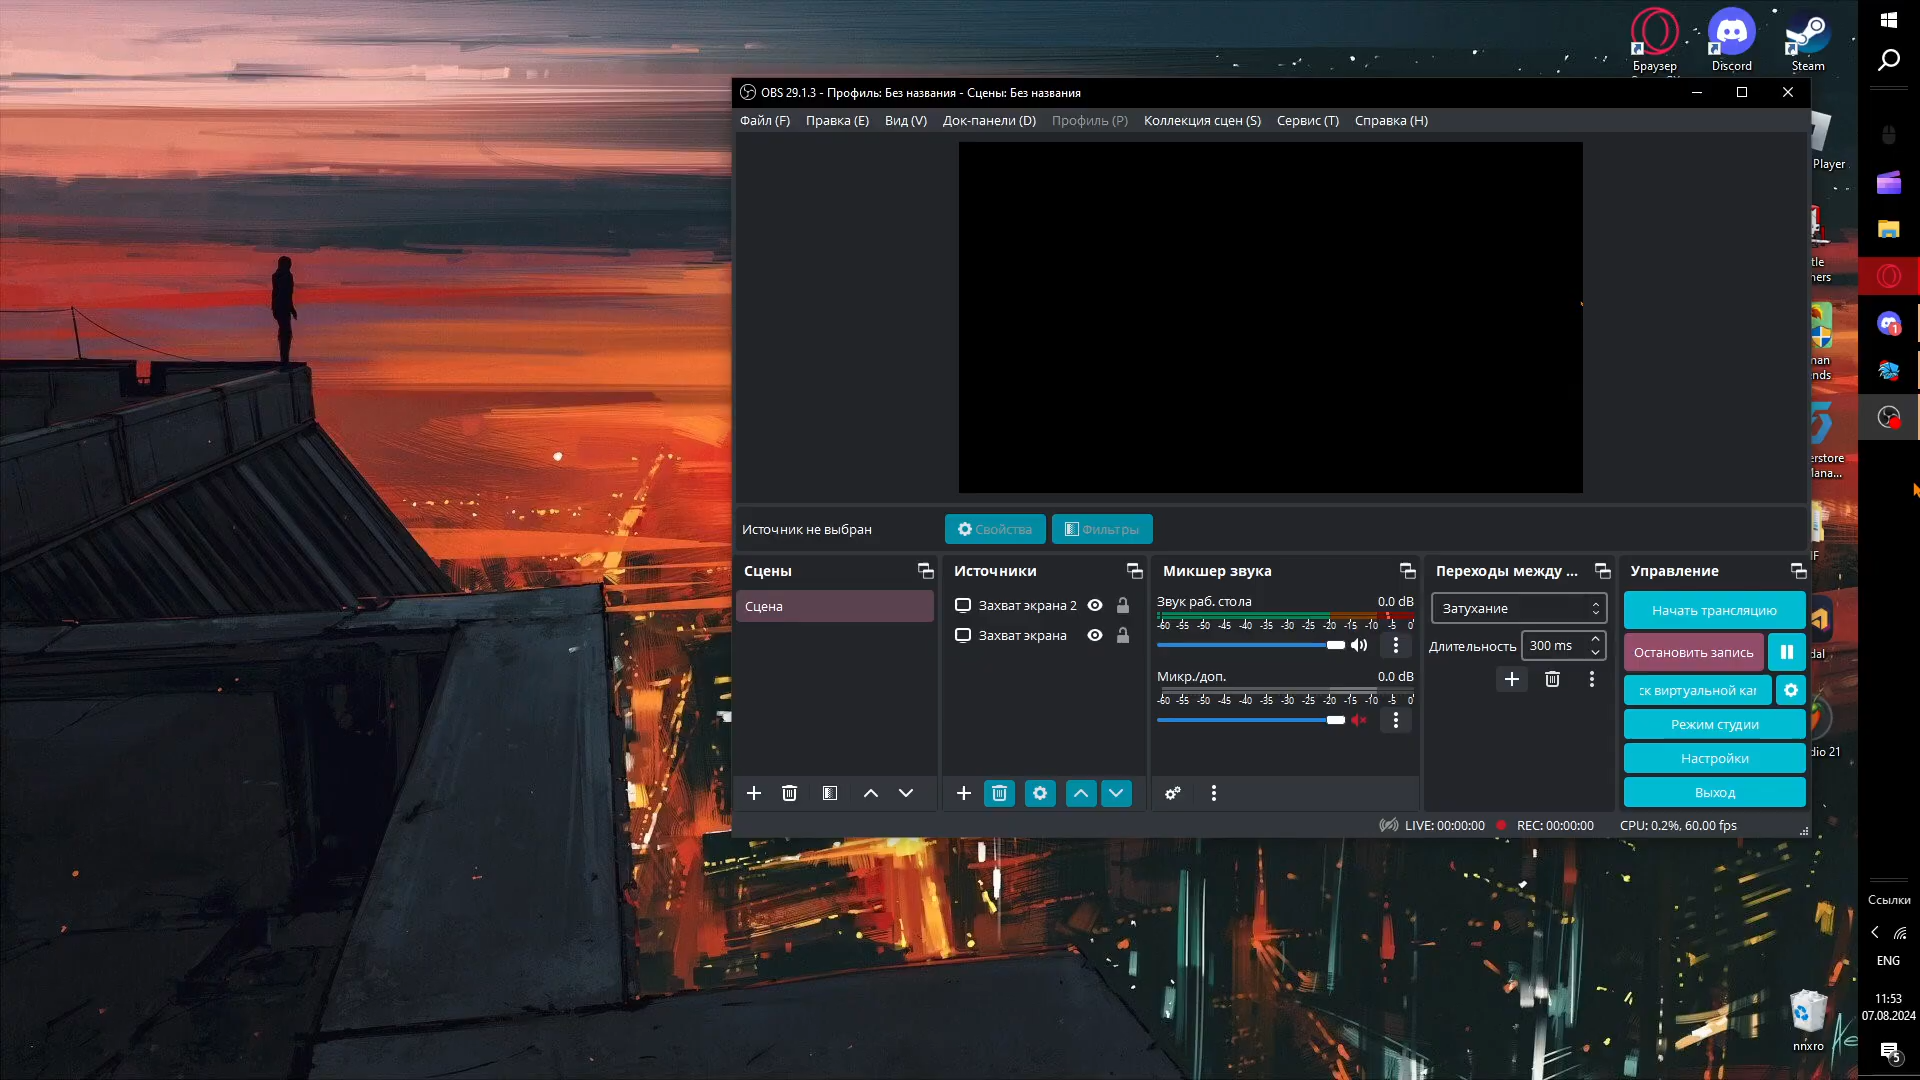 Браузер
Discord
Steam
OBS 29.1.3 - Профиль: Без названия - Сцены: Без названия
Файл (F) Правка (E) Вид (V) Док-панели (D) Профиль (P) Коллекция сцен (S) Сервис (T) Справка (H)
Player
Источник не выбран
Свойства
Фильтры
Сцены
Сцена
Источники
Захват экрана 2
Захват экрана
Микшер звука
Звук раб. стола 0.0 dB
-60 -55 -50 -45 -40 -35 -30 -25 -20 -15 -10 -5 0
Микр./доп. 0.0 dB
-60 -55 -50 -45 -40 -35 -30 -25 -20 -15 -10 -5 0
Переходы между ...
Затухание
Длительность 300 ms
Управление
Начать трансляцию
Остановить запись
ск виртуальной ка
Режим студии
Настройки
Выход
LIVE: 00:00:00 REC: 00:00:00 CPU: 0.2%, 60.00 fps
ends
erstore
dal
dio 21
1
Ссылки
ENG
11:53
07.08.2024
5
nnxro